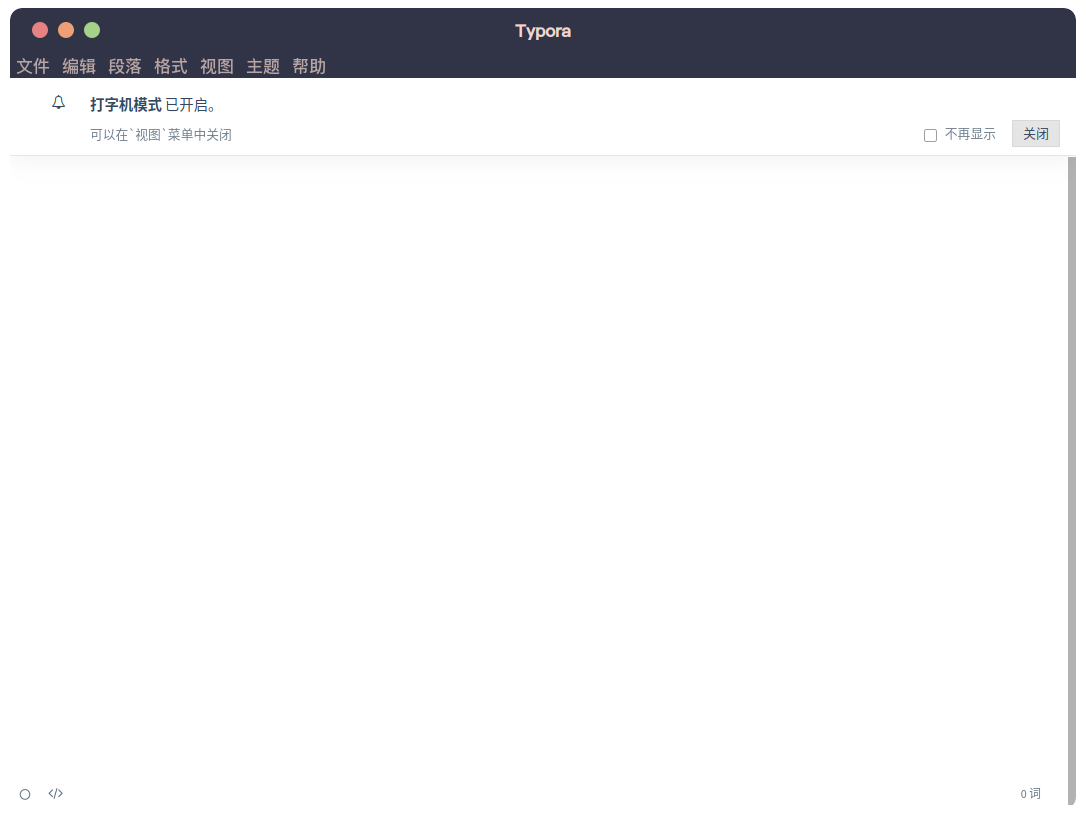 Typora
文件 编辑 段落 格式 视图 主题 帮助
打字机模式 已开启。
可以在`视图`菜单中关闭
不再显示 关闭
</> 0 词